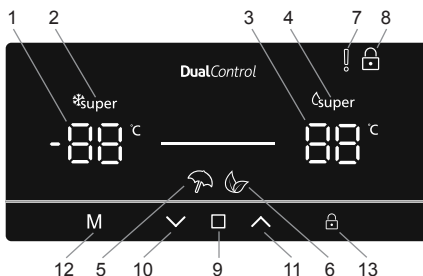 1 2 3 4 7 8
DualControl
super super
-88 °C 88 °C
M
12 5 10 9 11 6 13